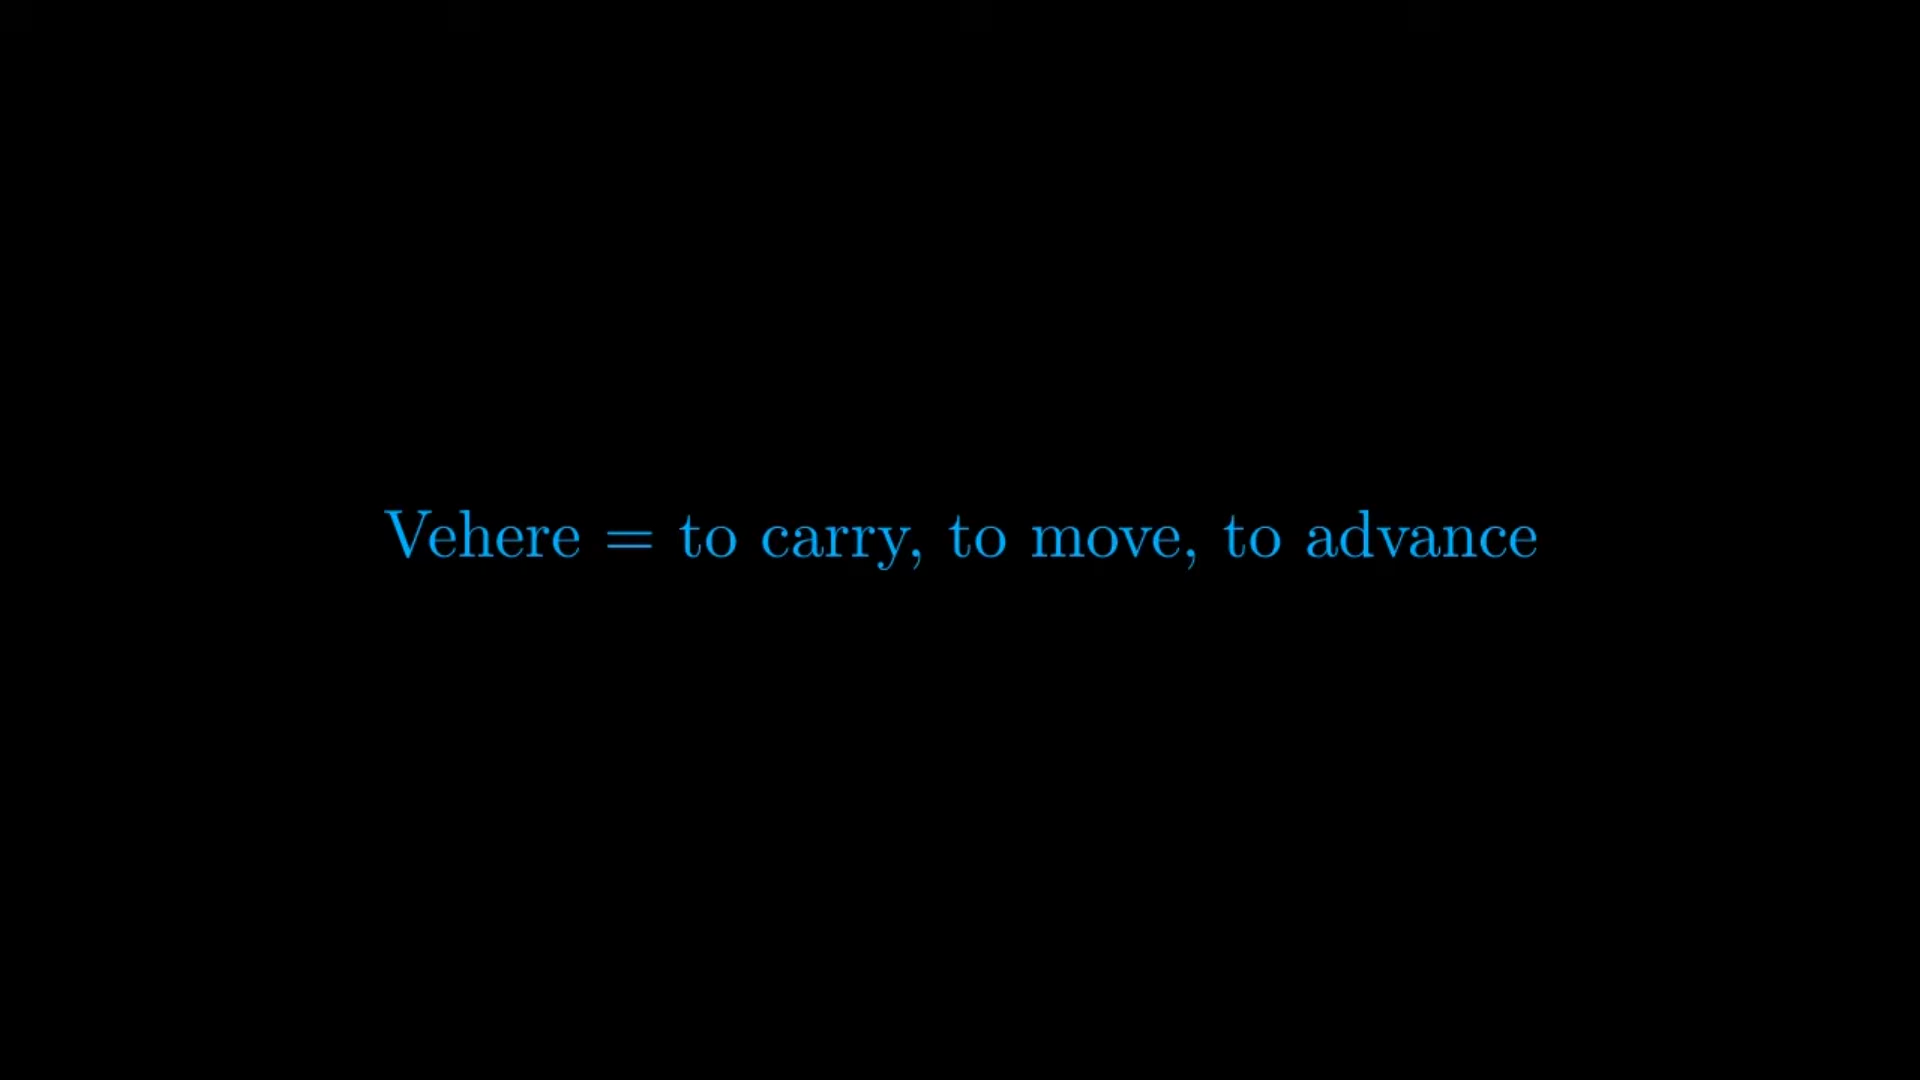 Vehere = to carry, to move, to advance